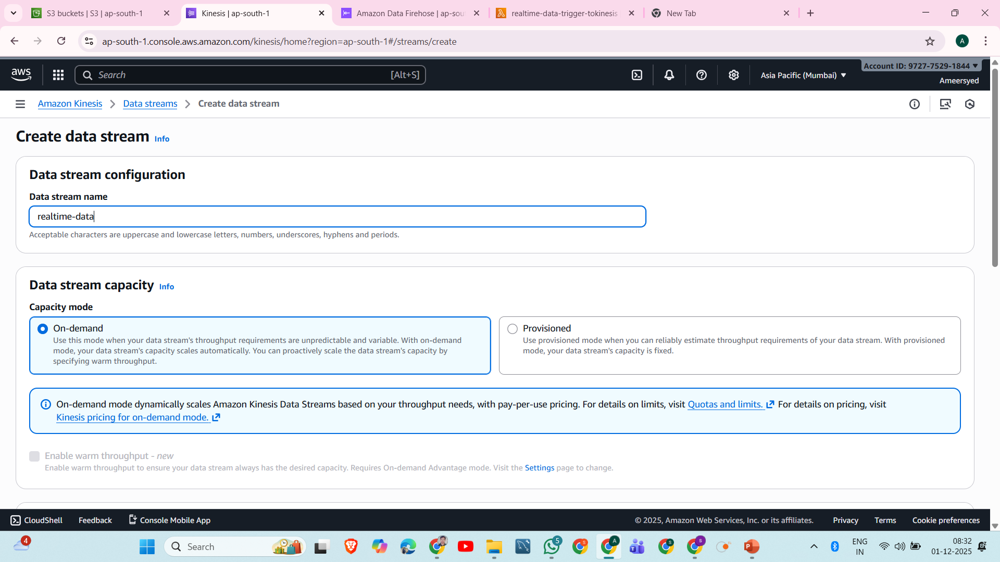 S3 buckets | S3 | ap-south-1
Kinesis | ap-south-1
Amazon Data Firehose | ap-sou
realtime-data-trigger-tokinesis
New Tab
ap-south-1.console.aws.amazon.com/kinesis/home?region=ap-south-1#/streams/create
A
aws
Search
[Alt+S]
Asia Pacific (Mumbai)
Account ID: 9727-7529-1844
Ameersyed
Amazon Kinesis
Data streams
Create data stream
Create data stream Info
Data stream configuration
Data stream name
realtime-data
Acceptable characters are uppercase and lowercase letters, numbers, underscores, hyphens and periods.
Data stream capacity Info
Capacity mode
On-demand
Use this mode when your data stream's throughput requirements are unpredictable and variable. With on-demand
mode, your data stream's capacity scales automatically. You can proactively scale the data stream's capacity by
specifying warm throughput.
Provisioned
Use provisioned mode when you can reliably estimate throughput requirements of your data stream. With provisioned
mode, your data stream's capacity is fixed.
On-demand mode dynamically scales Amazon Kinesis Data Streams based on your throughput needs, with pay-per-use pricing. For details on limits, visit Quotas and limits. For details on pricing, visit
Kinesis pricing for on-demand mode.
Enable warm throughput - new
Enable warm throughput to ensure your data stream always has the desired capacity. Requires On-demand Advantage mode. Visit the Settings page to change.
CloudShell
Feedback
Console Mobile App
© 2025, Amazon Web Services, Inc. or its affiliates.
Privacy
Terms
Cookie preferences
4
Search
5
S
A
T
S
S
P
ENG
IN
08:32
01-12-2025